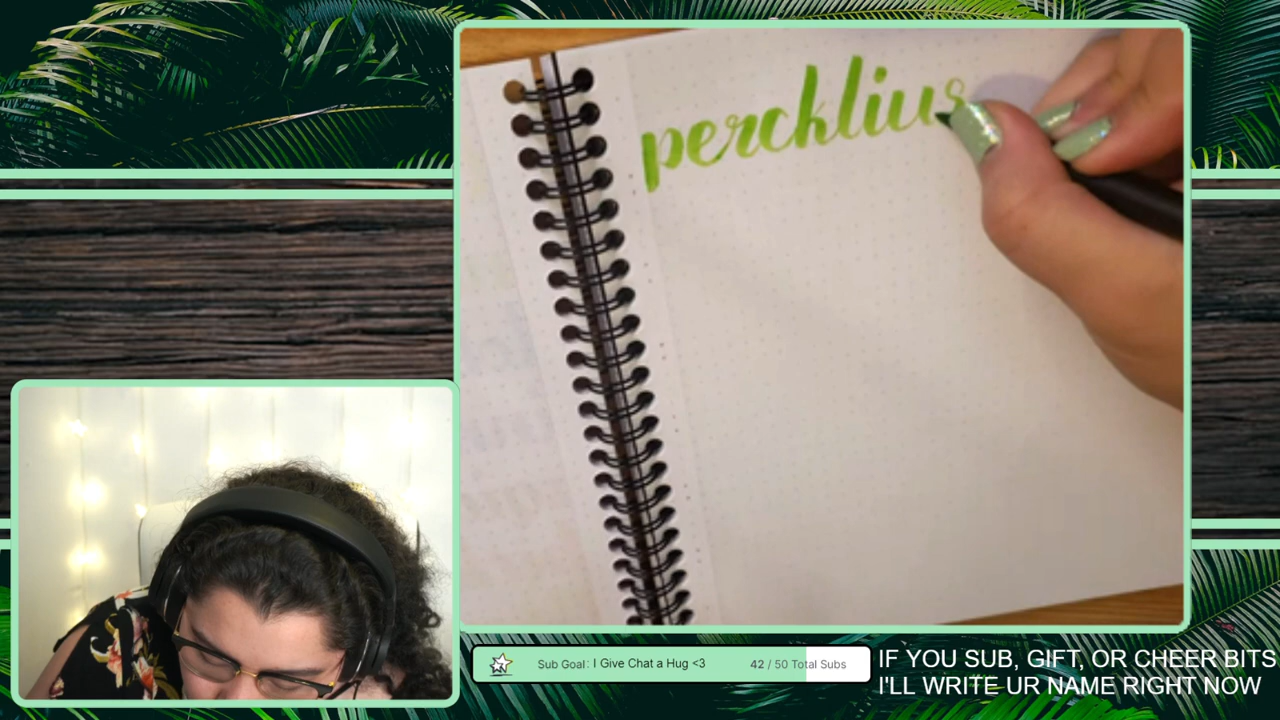 percklius
Sub Goal: I Give Chat a Hug <3 42 / 50 Total Subs
IF YOU SUB, GIFT, OR CHEER BITS
I'LL WRITE UR NAME RIGHT NOW